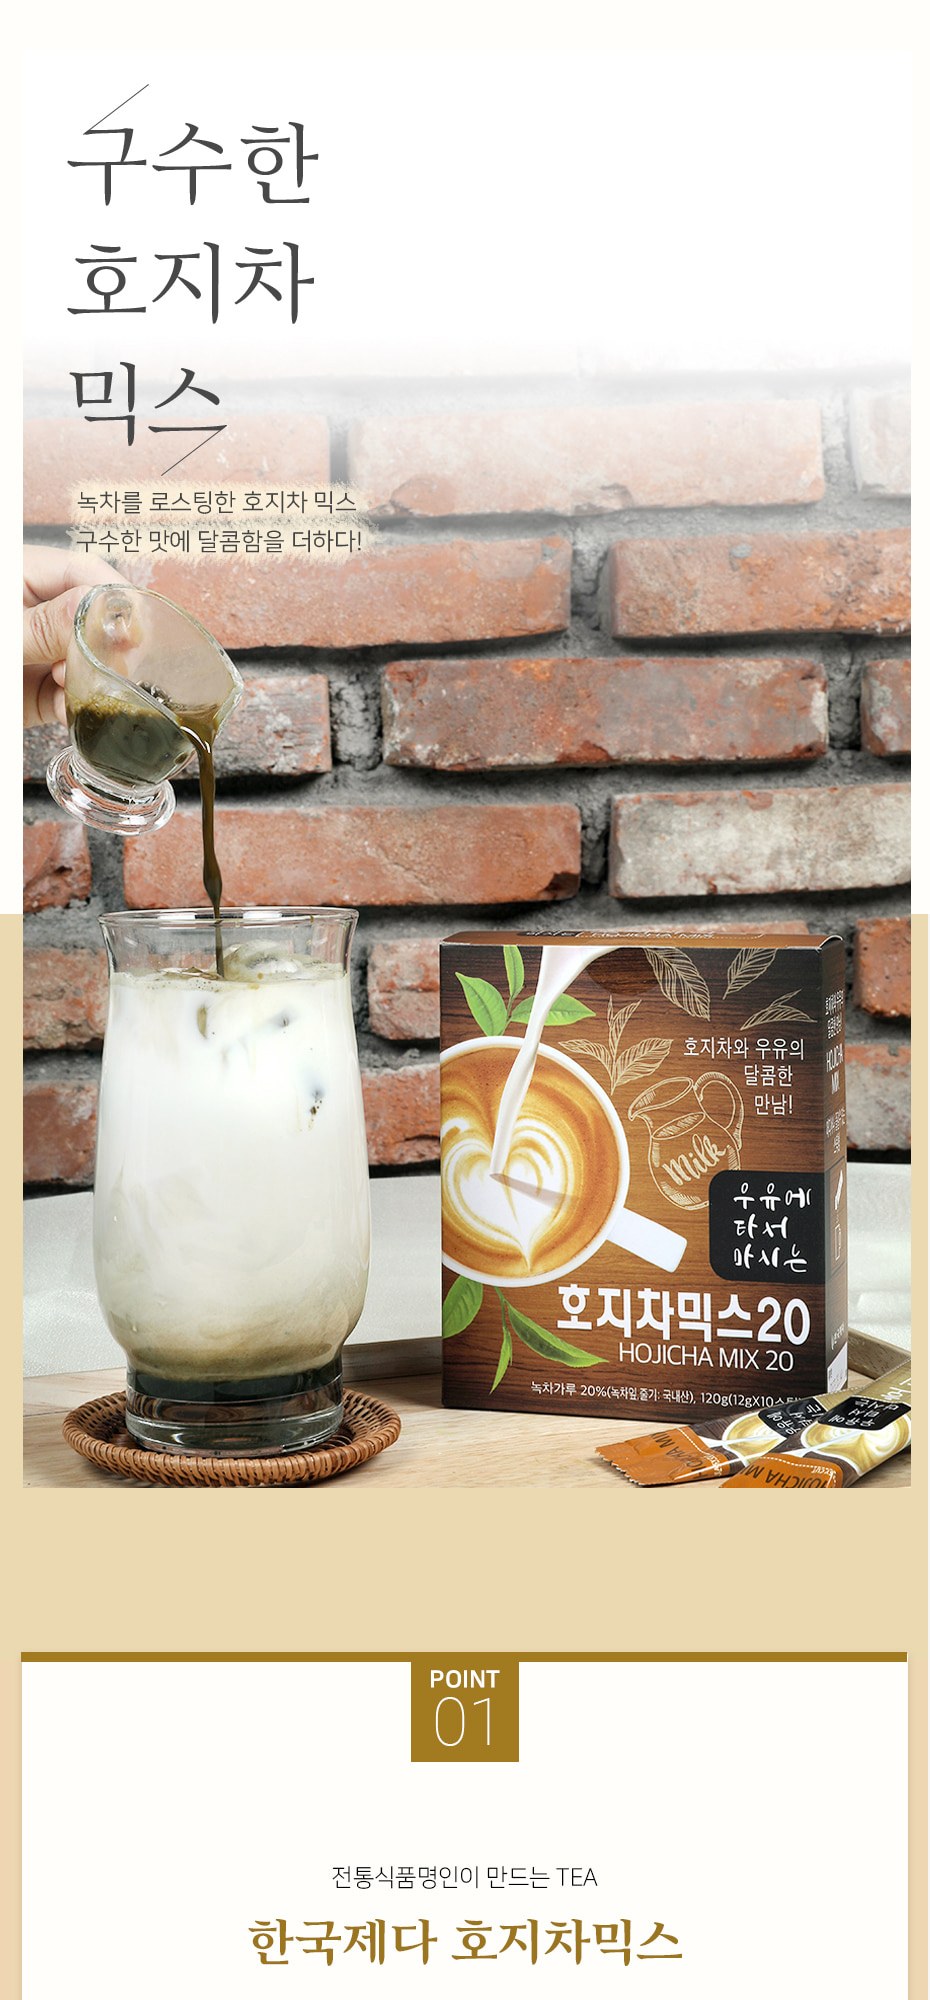 구수한
호지차
믹스
녹차를 로스팅한 호지차 믹스
구수한 맛에 달콤함을 더하다!
호지차와 우유의
달콤한
만남!
Milk
우유에
타서
마시는
호지차믹스20
HOJICHA MIX 20
녹차가루 20%(녹차잎,줄기: 국내산), 120g(12gX10
HOJICHA
MIX
HOJICHA MI
POINT
01
전통식품명인이 만드는 TEA
한국제다 호지차믹스